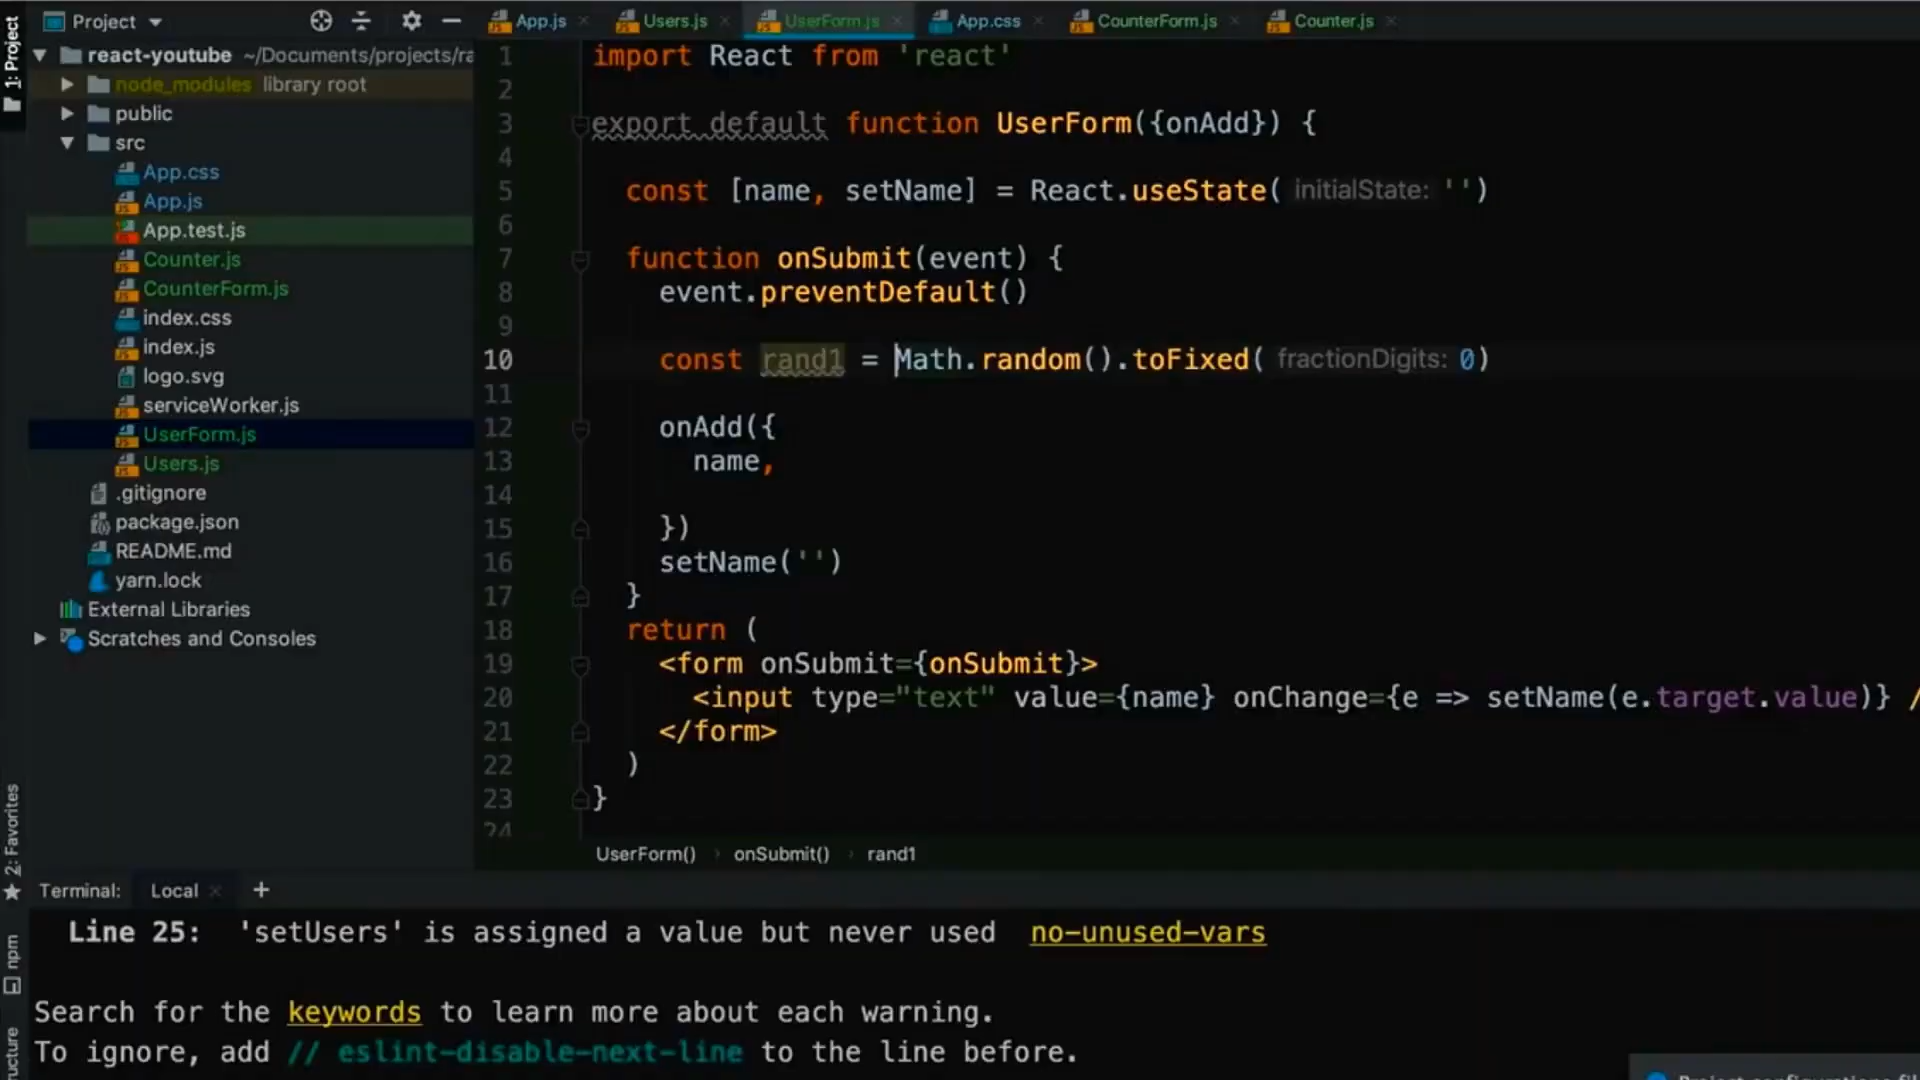 Project
App.js
Users.js
UserForm.js
App.css
CounterForm.js
Counter.js
1: Project
react-youtube ~/Documents/projects/ra
node_modules library root
public
src
App.css
App.js
App.test.js
Counter.js
CounterForm.js
index.css
index.js
logo.svg
serviceWorker.js
UserForm.js
Users.js
.gitignore
package.json
README.md
yarn.lock
External Libraries
Scratches and Consoles
1 import React from 'react'
2
3 export default function UserForm({onAdd}) {
4
5 const [name, setName] = React.useState( initialState: '')
6
7 function onSubmit(event) {
8 event.preventDefault()
9
10 const rand1 = Math.random().toFixed( fractionDigits: 0)
11
12 onAdd({
13 name,
14
15 })
16 setName('')
17 }
18 return (
19 <form onSubmit={onSubmit}>
20 <input type="text" value={name} onChange={e => setName(e.target.value)} /
21 </form>
22 )
23 }
24
UserForm() › onSubmit() › rand1
2: Favorites
npm
ructure
Terminal: Local +
Line 25: 'setUsers' is assigned a value but never used no-unused-vars
Search for the keywords to learn more about each warning.
To ignore, add // eslint-disable-next-line to the line before.